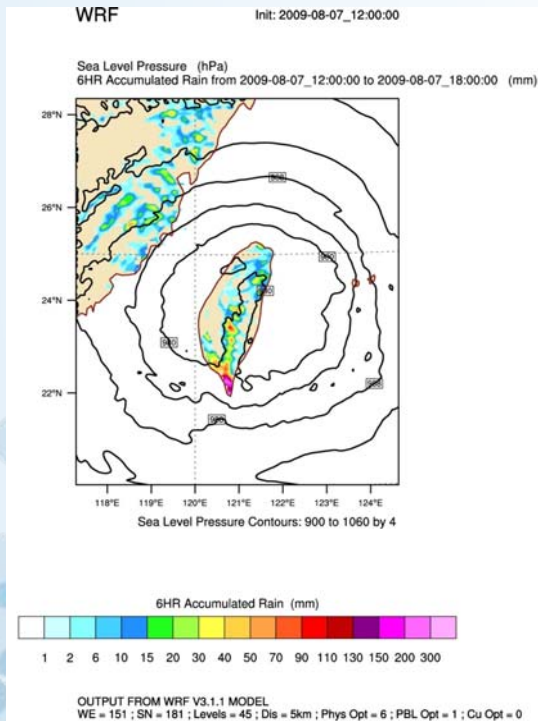 WRF
Init: 2009-08-07_12:00:00
Sea Level Pressure (hPa)
6HR Accumulated Rain from 2009-08-07_12:00:00 to 2009-08-07_18:00:00 (mm)
28°N
26°N
24°N
22°N
118°E 119°E 120°E 121°E 122°E 123°E 124°E
Sea Level Pressure Contours: 900 to 1060 by 4
6HR Accumulated Rain (mm)
1 2 6 10 15 20 30 40 50 70 90 110 130 150 200 300
OUTPUT FROM WRF V3.1.1 MODEL
WE = 151 ; SN = 181 ; Levels = 45 ; Dis = 5km ; Phys Opt = 6 ; PBL Opt = 1 ; Cu Opt = 0